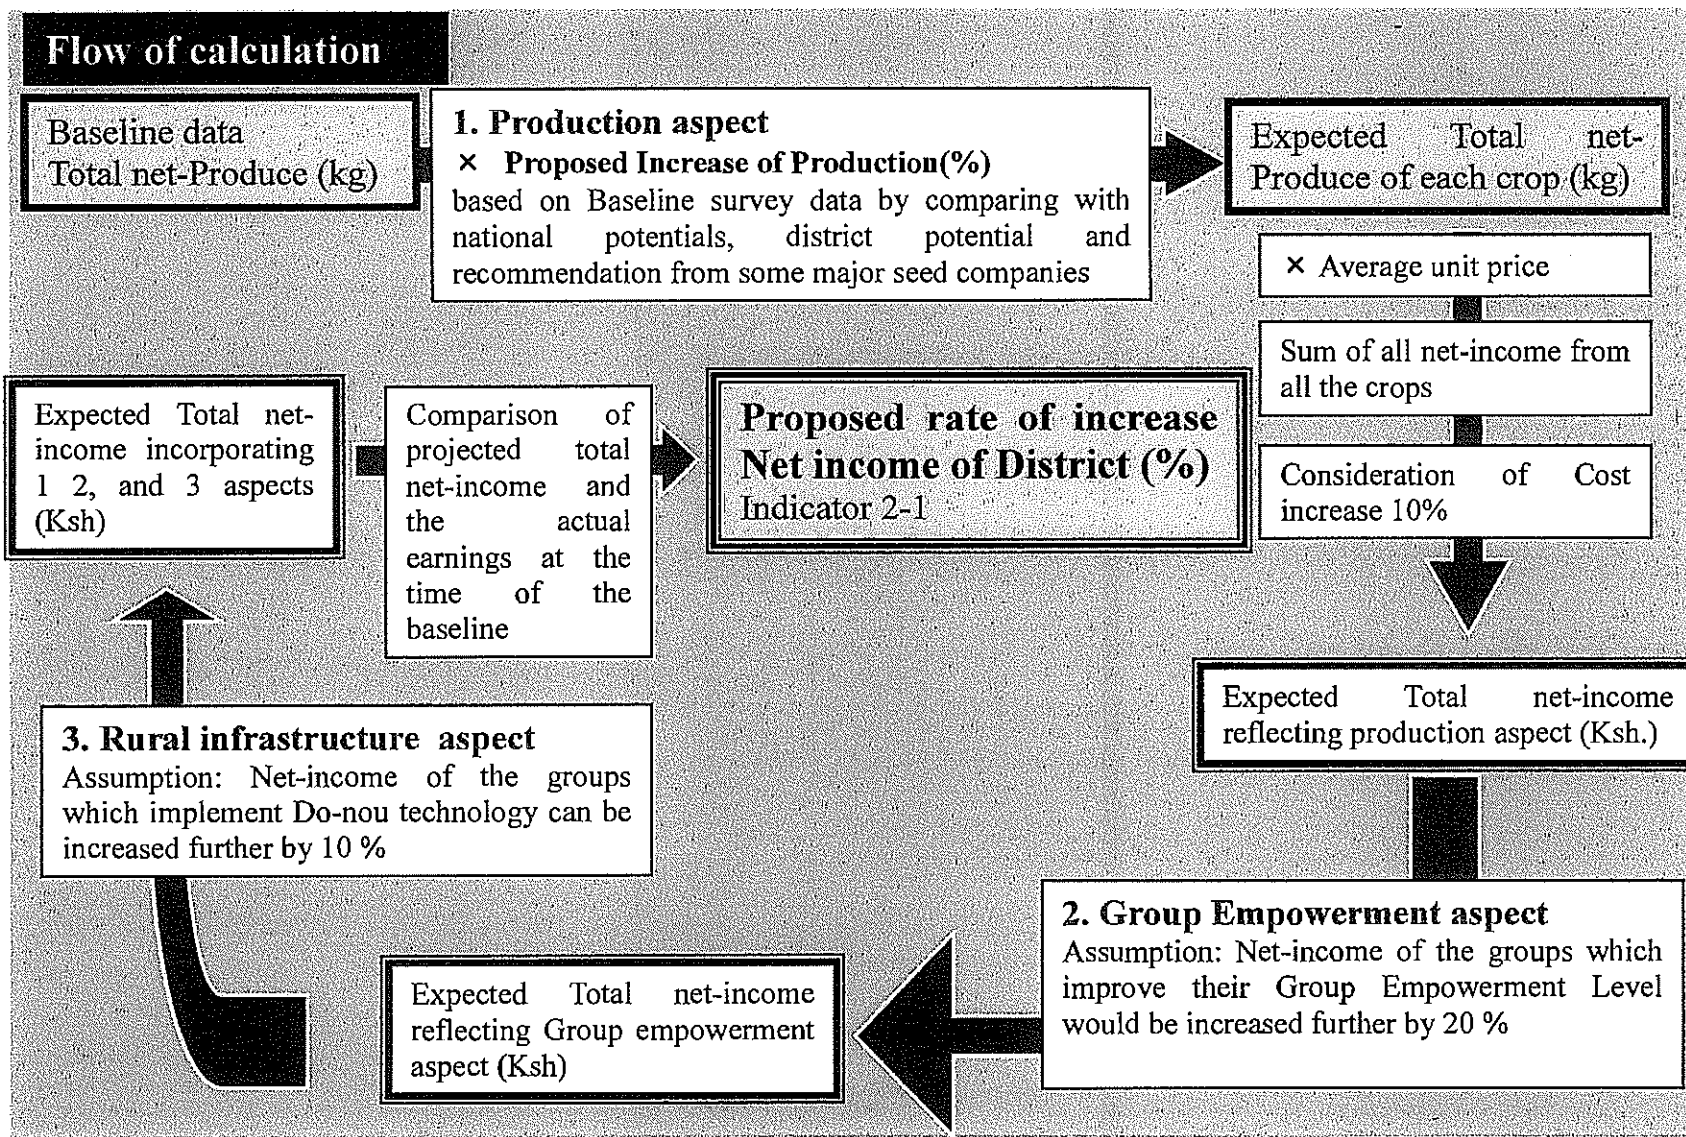 Flow of calculation
Baseline data
Total net-Produce (kg)
1. Production aspect
× Proposed Increase of Production(%)
based on Baseline survey data by comparing with
national potentials, district potential and
recommendation from some major seed companies
Expected Total net-
Produce of each crop (kg)
× Average unit price
Sum of all net-income from
all the crops
Consideration of Cost
increase 10%
Expected Total net-income
reflecting production aspect (Ksh.)
2. Group Empowerment aspect
Assumption: Net-income of the groups which
improve their Group Empowerment Level
would be increased further by 20 %
Expected Total net-income
reflecting Group empowerment
aspect (Ksh)
3. Rural infrastructure aspect
Assumption: Net-income of the groups
which implement Do-nou technology can be
increased further by 10 %
Expected Total net-
income incorporating
1 2, and 3 aspects
(Ksh)
Comparison of
projected total
net-income and
the actual
earnings at the
time of the
baseline
Proposed rate of increase
Net income of District (%)
Indicator 2-1